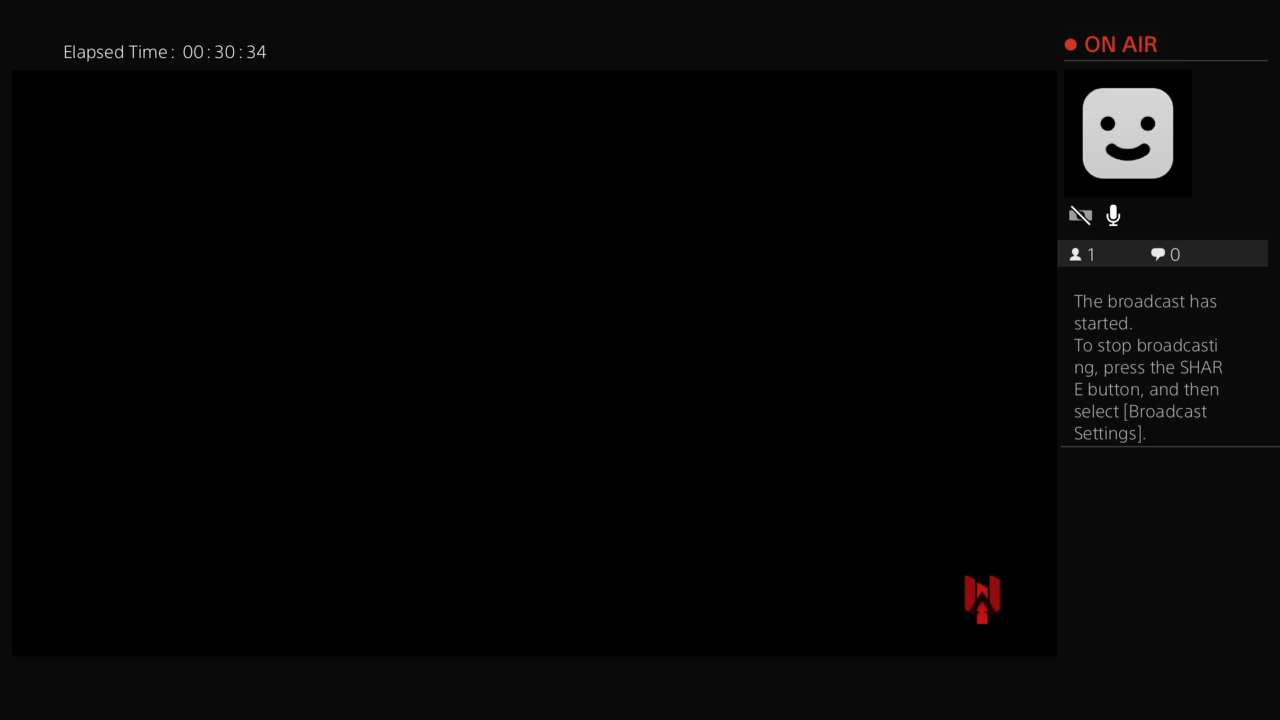 Elapsed Time: 00:30:34
ON AIR
1 0
The broadcast has
started.
To stop broadcasti
ng, press the SHAR
E button, and then
select [Broadcast
Settings].